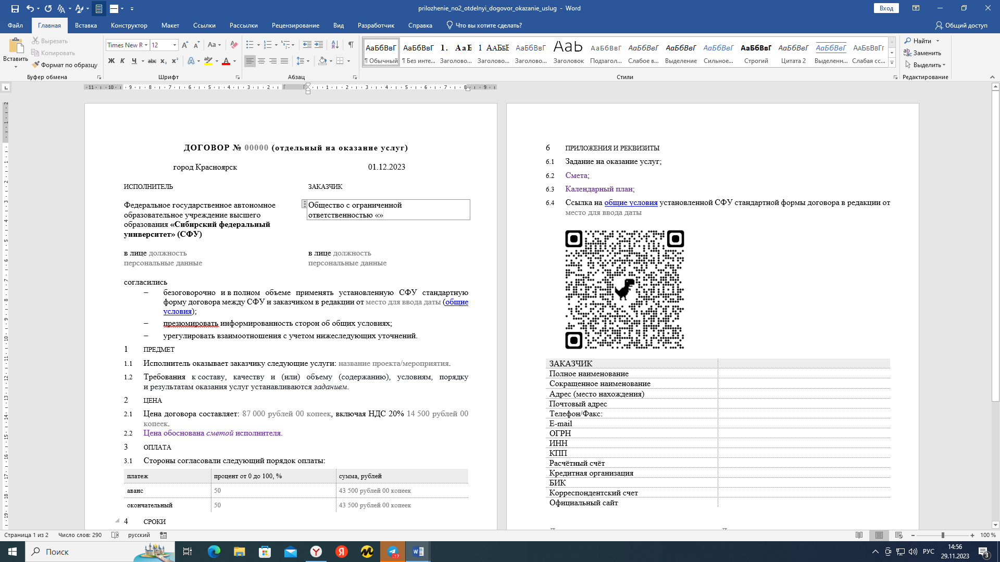 prilozhenie_no2_otdelnyi_dogovor_okazanie_uslug - Word
Вход
Файл Главная Вставка Конструктор Макет Ссылки Рассылки Рецензирование Вид Разработчик Справка Что вы хотите сделать? Общий доступ
Вставить
Вырезать
Копировать
Формат по образцу
Буфер обмена
Times New R 12
Шрифт
Абзац
АаБбВвГ АаБбВвГ 1. АаБ 1 ААББЕ АаБбВвГ АаЬ АаБбВвГ АаБбВвГ АаБбВвГ АаБбВвГ АаБбВвГ АаБбВвГ АаБбВвГ ААБбВвГг
¶ Обычный ¶ Без инте... Заголово... Заголово... Заголово... Заголовок Подзагол... Слабое в... Выделение Сильное... Строгий Цитата 2 Выделенн... Слабая сс...
Стили
Найти
Заменить
Выделить
Редактирование
ДОГОВОР № 00000 (отдельный на оказание услуг)
город Красноярск 01.12.2023
ИСПОЛНИТЕЛЬ ЗАКАЗЧИК
Федеральное государственное автономное
образовательное учреждение высшего
образования «Сибирский федеральный
университет» (СФУ)
Общество с ограниченной
ответственностью «»
в лице должность
персональные данные
в лице должность
персональные данные
согласились
– безоговорочно и в полном объеме применять установленную СФУ стандартную
форму договора между СФУ и заказчиком в редакции от место для ввода даты (общие
условия);
– презюмировать информированность сторон об общих условиях;
– урегулировать взаимоотношения с учетом нижеследующих уточнений.
1 ПРЕДМЕТ
1.1 Исполнитель оказывает заказчику следующие услуги: название проекта/мероприятия.
1.2 Требования к составу, качеству и (или) объему (содержанию), условиям, порядку
и результатам оказания услуг устанавливаются заданием.
2 ЦЕНА
2.1 Цена договора составляет: 87 000 рублей 00 копеек, включая НДС 20% 14 500 рублей 00
копеек.
2.2 Цена обоснована сметой исполнителя.
3 ОПЛАТА
3.1 Стороны согласовали следующий порядок оплаты:
платеж процент от 0 до 100, % сумма, рублей
аванс 50 43 500 рублей 00 копеек
окончательный 50 43 500 рублей 00 копеек
4 СРОКИ
6 ПРИЛОЖЕНИЯ И РЕКВИЗИТЫ
6.1 Задание на оказание услуг;
6.2 Смета;
6.3 Календарный план;
6.4 Ссылка на общие условия установленной СФУ стандартной формы договора в редакции от
место для ввода даты
ЗАКАЗЧИК
Полное наименование
Сокращенное наименование
Адрес (место нахождения)
Почтовый адрес
Телефон/Факс:
E-mail
ОГРН
ИНН
КПП
Расчётный счёт
Кредитная организация
БИК
Корреспондентский счет
Официальный сайт
Страница 1 из 2 Число слов: 290 русский 100 %
Поиск
РУС
14:56
29.11.2023